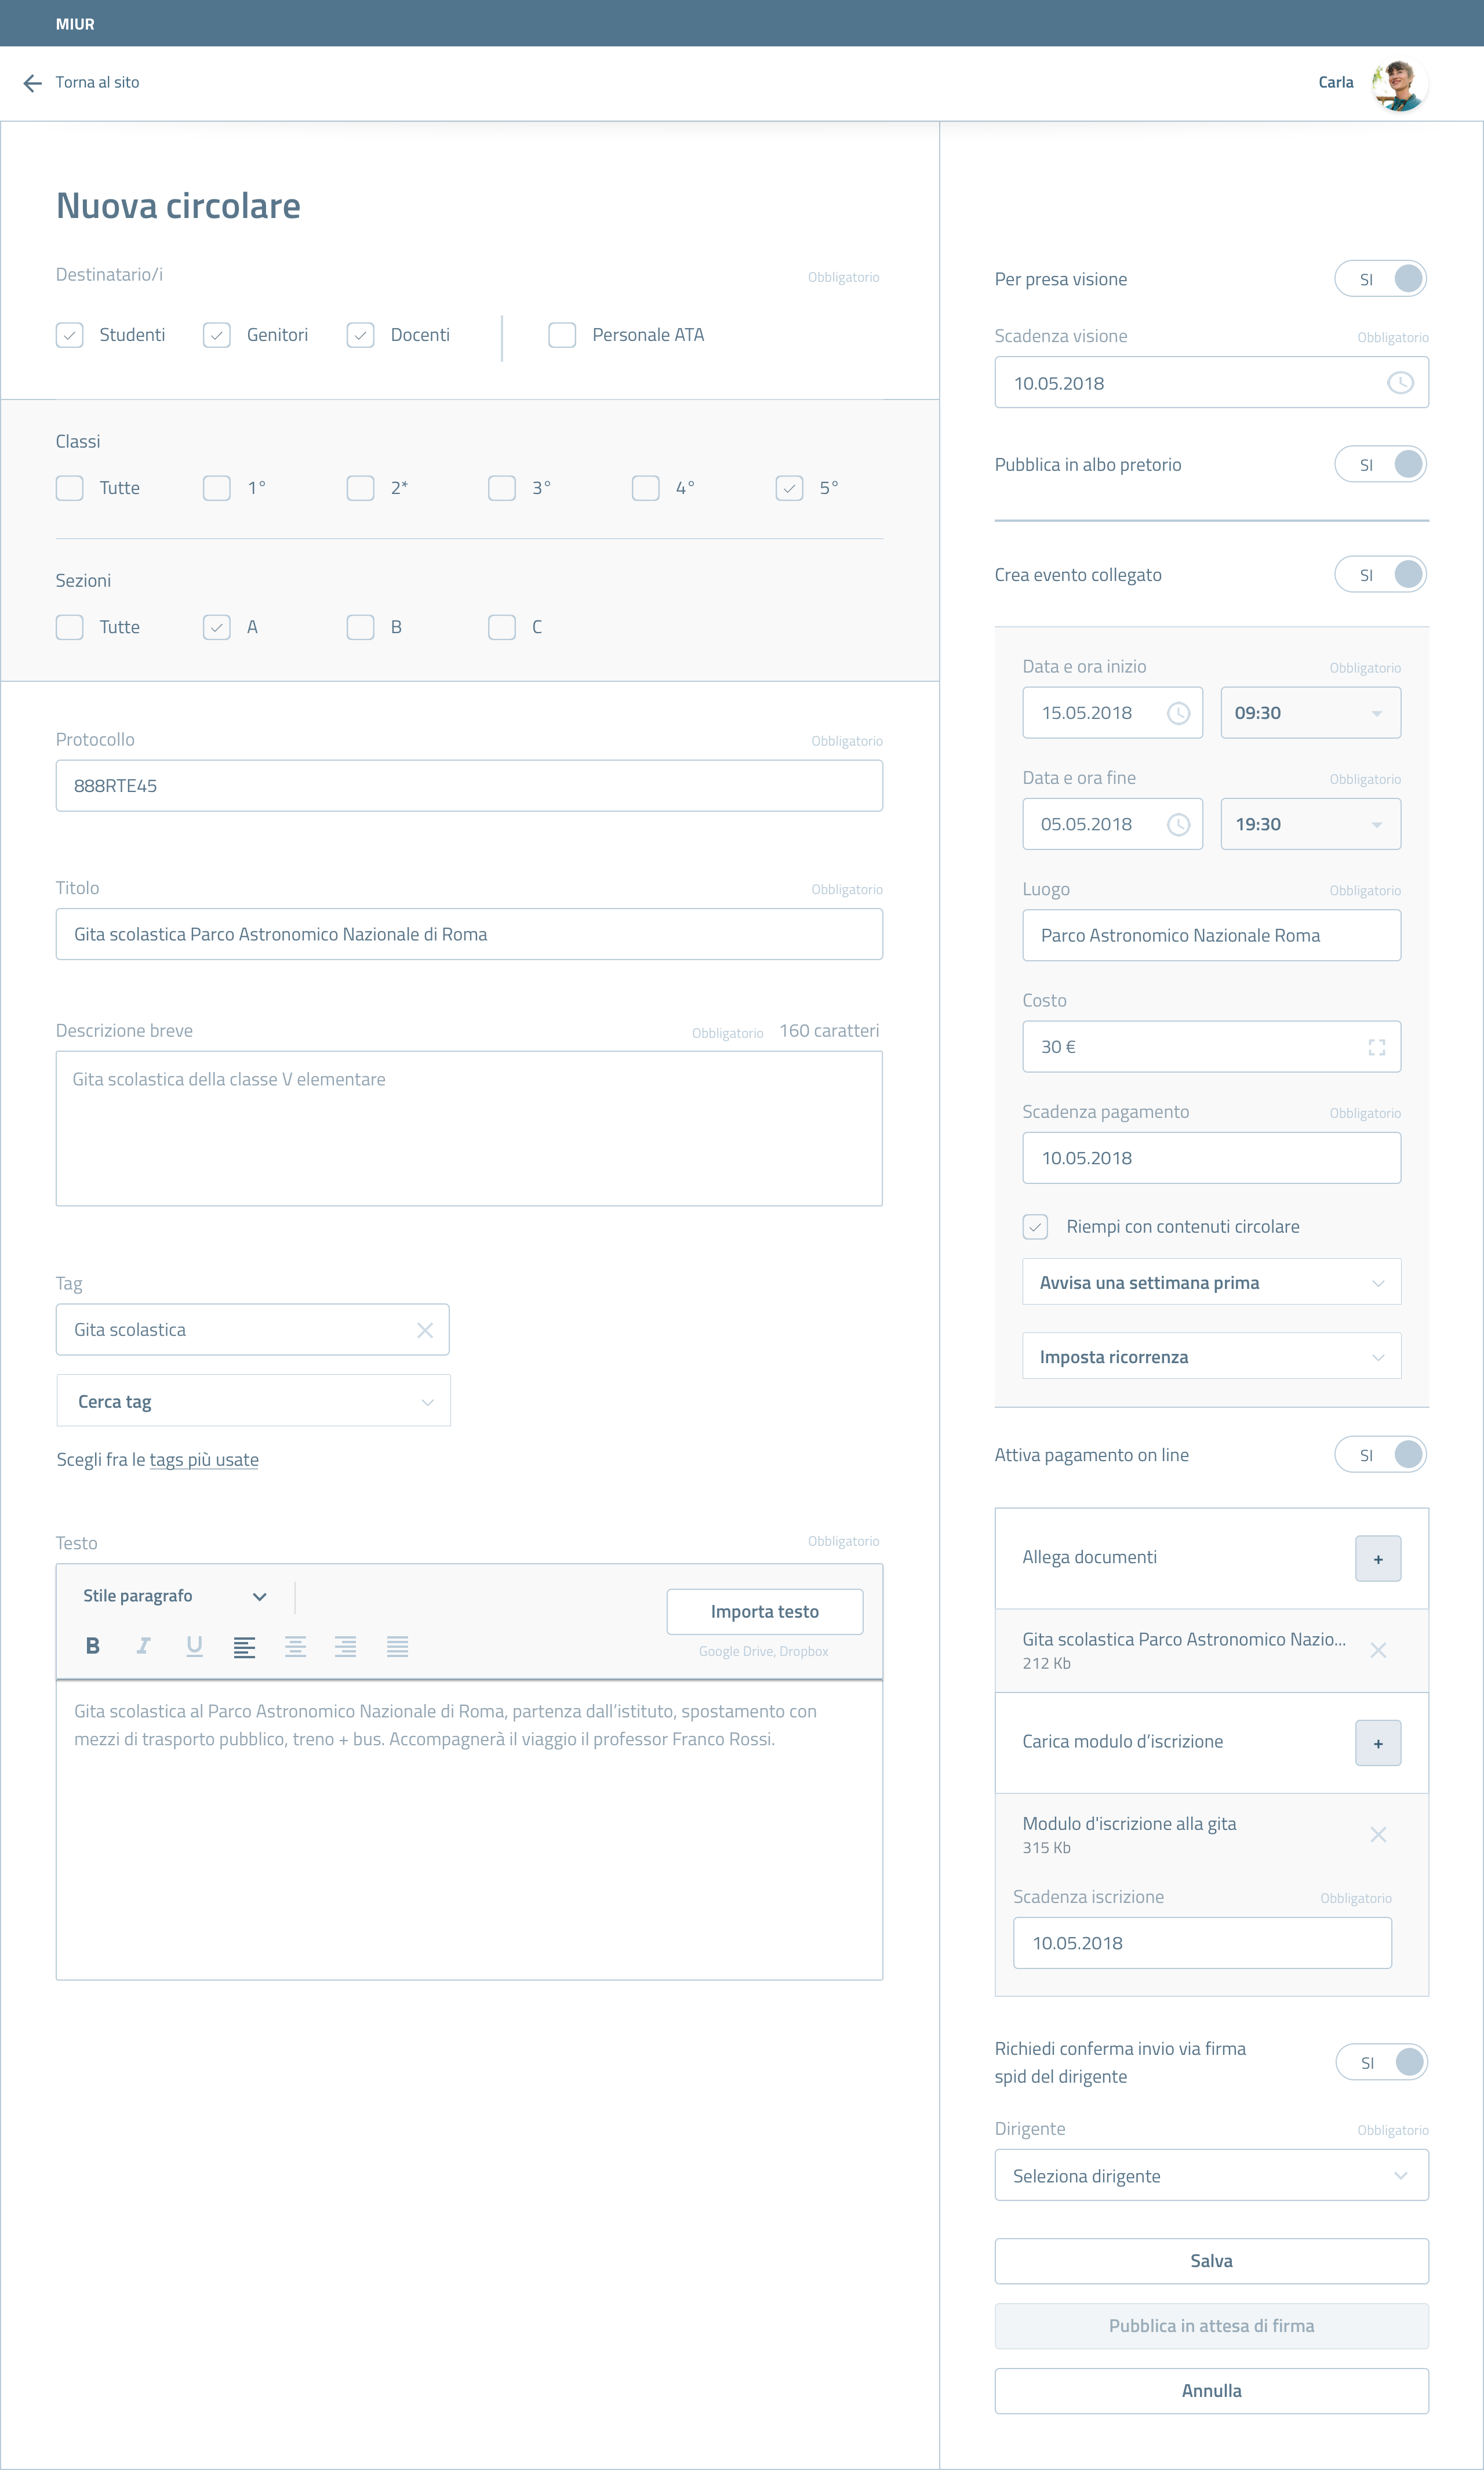 MIUR
Torna al sito
Carla
Nuova circolare
Destinatario/i
Obbligatorio
Studenti
Genitori
Docenti
Personale ATA
Classi
Tutte
1°
2*
3°
4°
5°
Sezioni
Tutte
A
B
C
Protocollo
Obbligatorio
888RTE45
Titolo
Obbligatorio
Gita scolastica Parco Astronomico Nazionale di Roma
Descrizione breve
Obbligatorio
160 caratteri
Gita scolastica della classe V elementare
Tag
Gita scolastica
Cerca tag
Scegli fra le tags più usate
Testo
Obbligatorio
Stile paragrafo
Importa testo
B I U
Google Drive, Dropbox
Gita scolastica al Parco Astronomico Nazionale di Roma, partenza dall’istituto, spostamento con
mezzi di trasporto pubblico, treno + bus. Accompagnerà il viaggio il professor Franco Rossi.
Per presa visione
SI
Scadenza visione
Obbligatorio
10.05.2018
Pubblica in albo pretorio
SI
Crea evento collegato
SI
Data e ora inizio
Obbligatorio
15.05.2018
09:30
Data e ora fine
Obbligatorio
05.05.2018
19:30
Luogo
Obbligatorio
Parco Astronomico Nazionale Roma
Costo
30 €
Scadenza pagamento
Obbligatorio
10.05.2018
Riempi con contenuti circolare
Avvisa una settimana prima
Imposta ricorrenza
Attiva pagamento on line
SI
Allega documenti
+
Gita scolastica Parco Astronomico Nazio...
212 Kb
Carica modulo d’iscrizione
+
Modulo d'iscrizione alla gita
315 Kb
Scadenza iscrizione
Obbligatorio
10.05.2018
Richiedi conferma invio via firma
spid del dirigente
SI
Dirigente
Obbligatorio
Seleziona dirigente
Salva
Pubblica in attesa di firma
Annulla